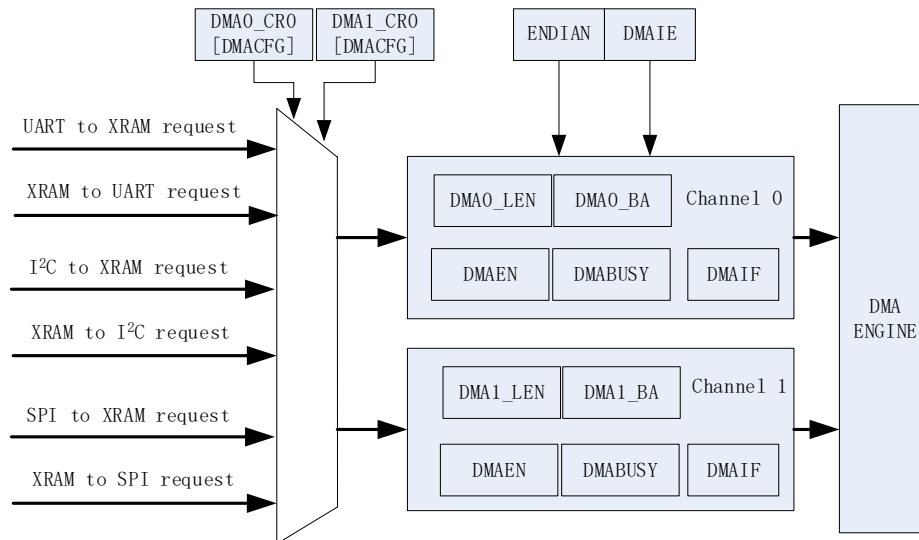 DMA0_CR0
[DMACFG]
DMA1_CR0
[DMACFG]
ENDIAN
DMAIE
UART to XRAM request
XRAM to UART request
I²C to XRAM request
XRAM to I²C request
SPI to XRAM request
XRAM to SPI request
DMA0_LEN
DMA0_BA
Channel 0
DMAEN
DMABUSY
DMAIF
DMA1_LEN
DMA1_BA
Channel 1
DMAEN
DMABUSY
DMAIF
DMA
ENGINE